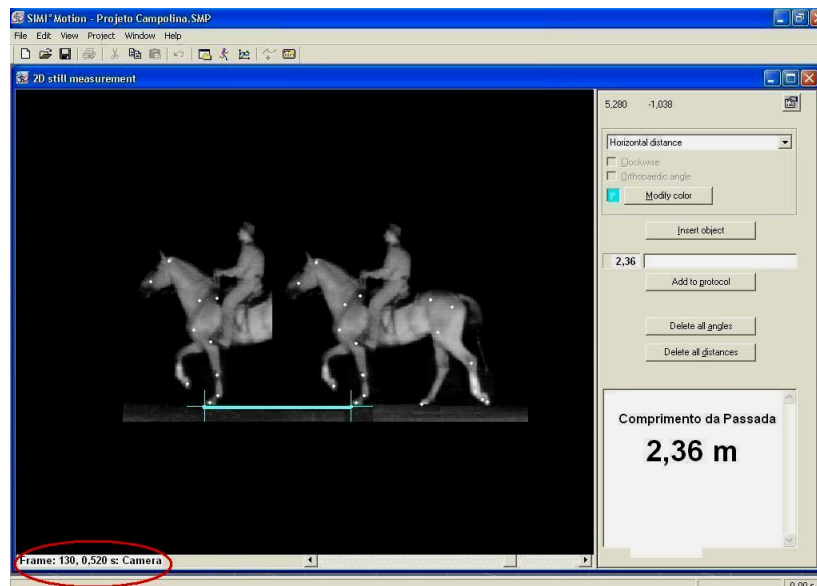 SIMI°Motion - Projeto Campolina.SMP
File Edit View Project Window Help
2D still measurement
5,280 -1,038
Horizontal distance
Clockwise
Orthopaedic angle
Modify color
Insert object
2,36
Add to protocol
Delete all angles
Delete all distances
Comprimento da Passada
2,36 m
Frame: 130, 0,520 s: Camera
0.00 s